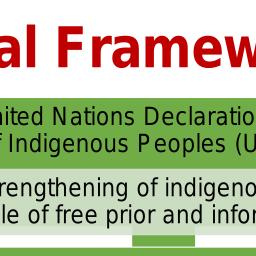 al Framew
nited Nations Declaratio
f Indigenous Peoples (U
rengthening of indigeno
le of free prior and infor